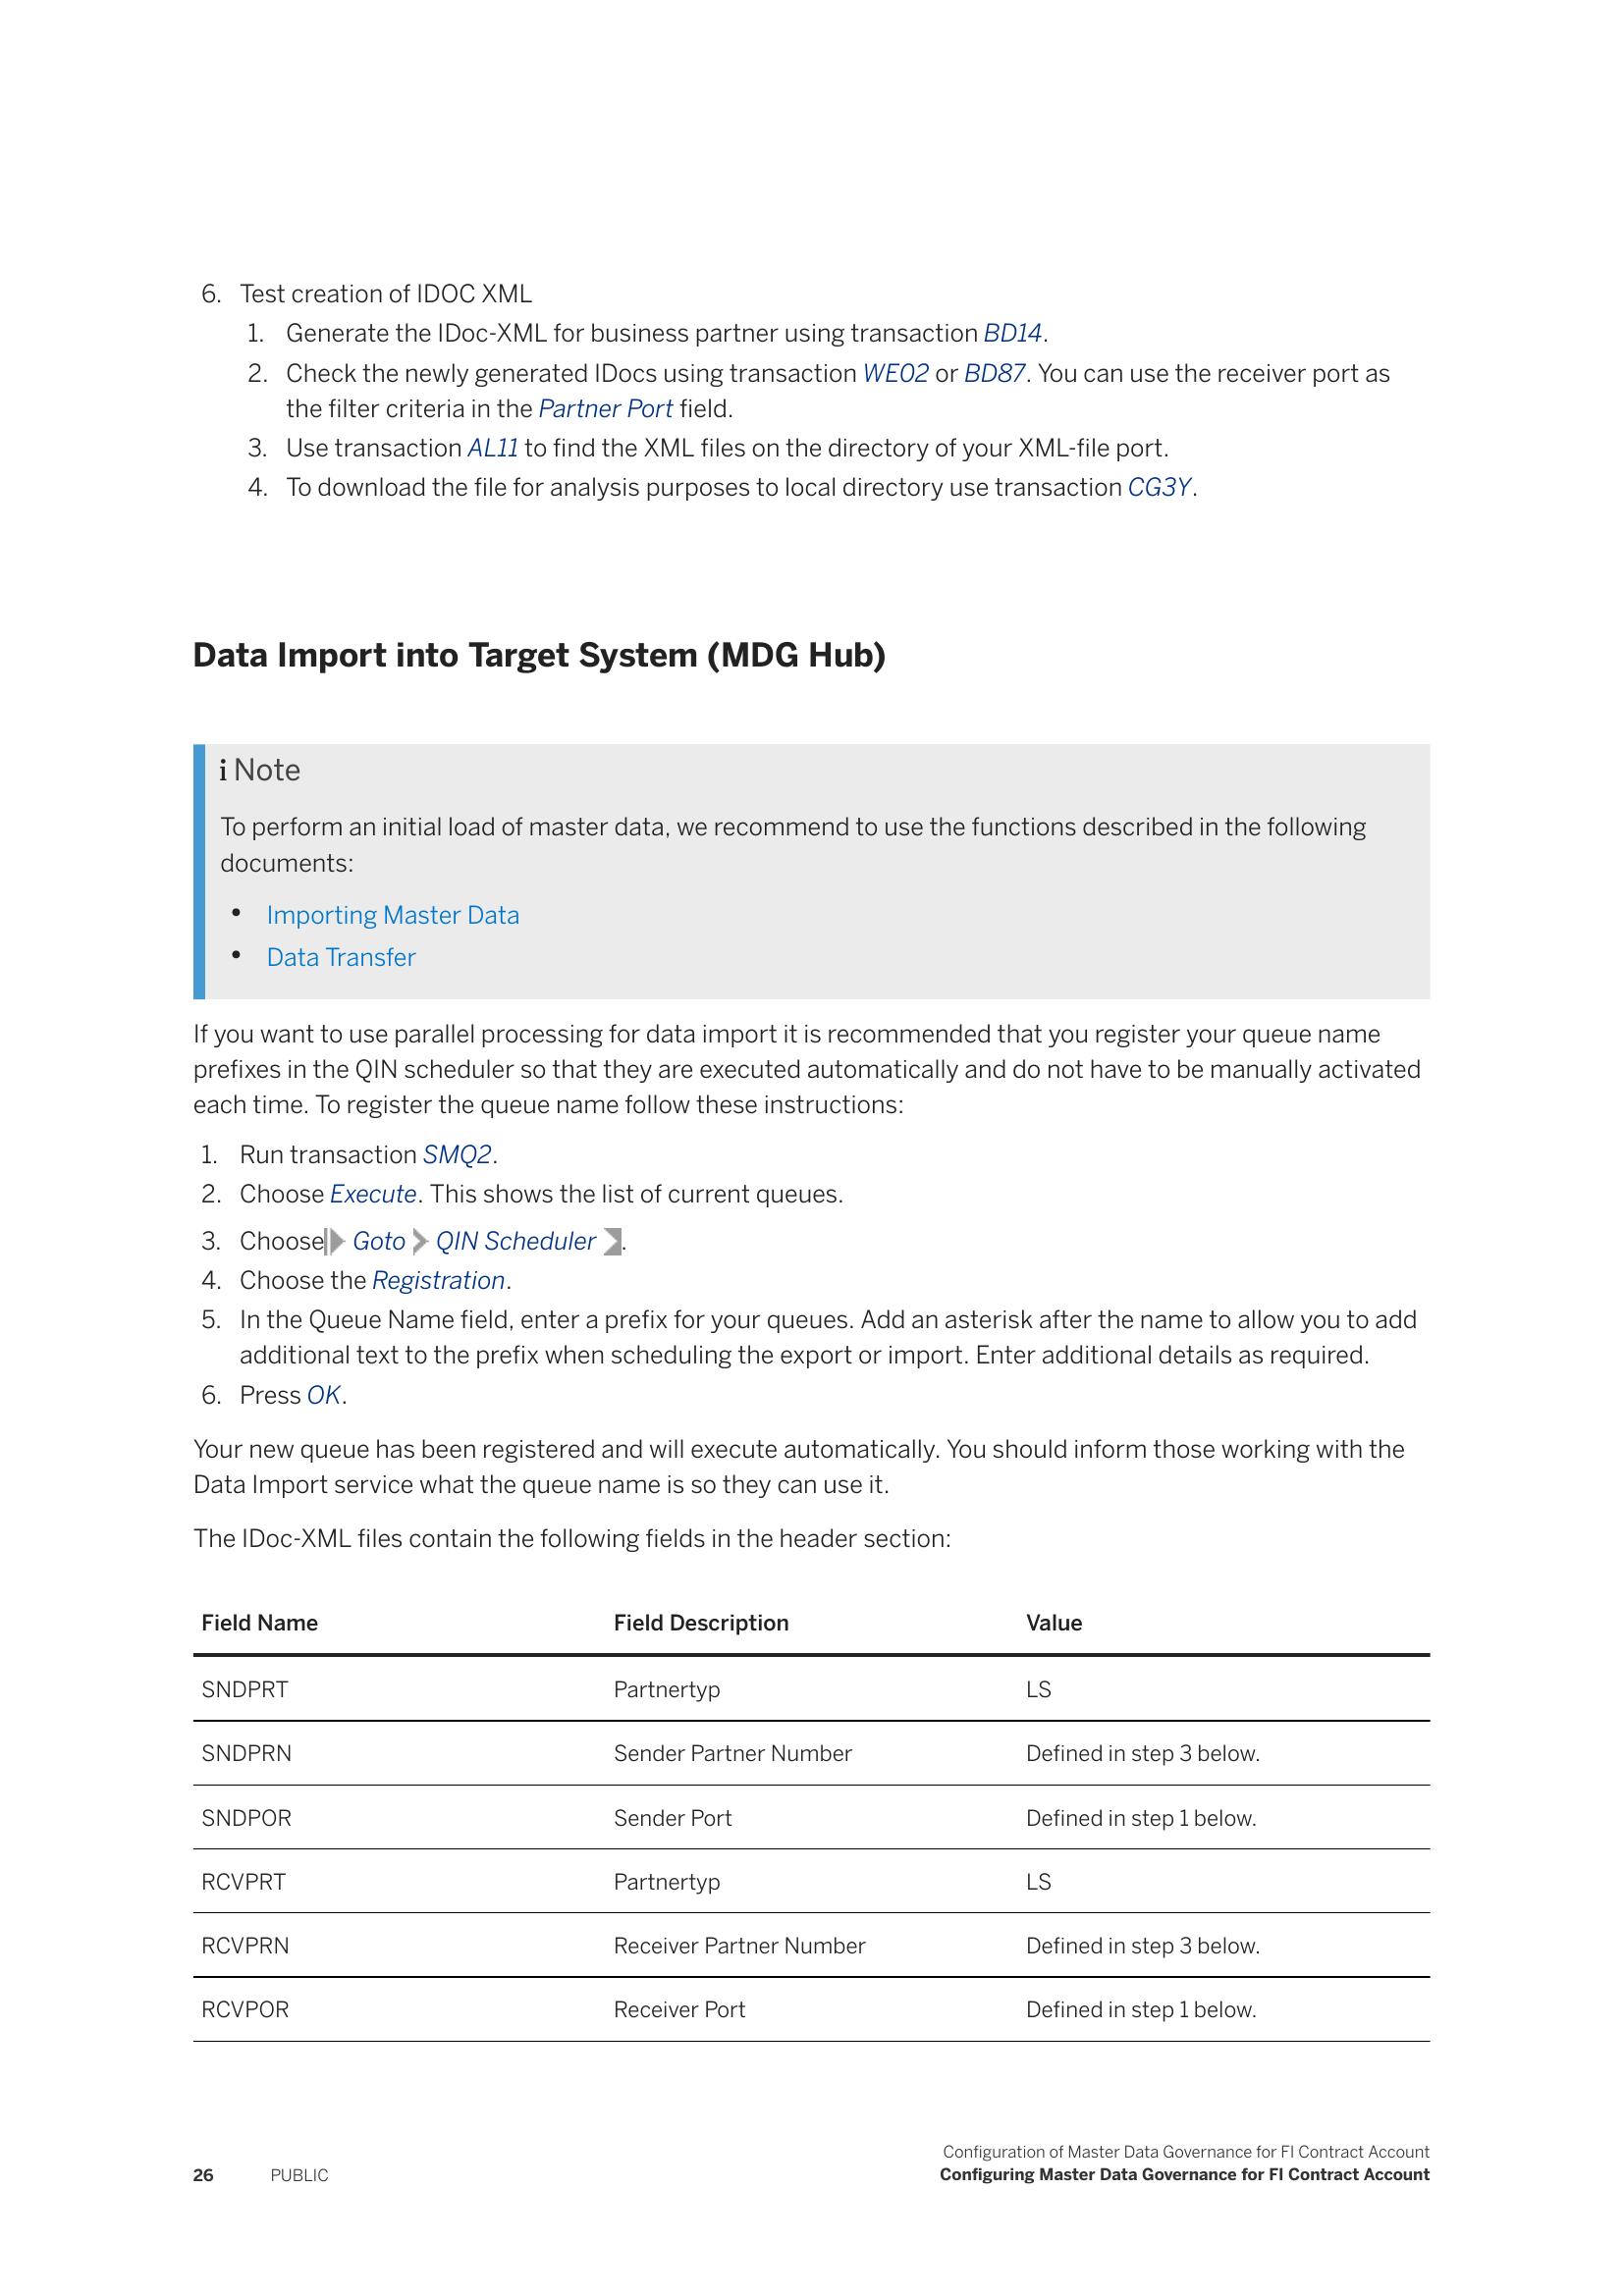 6. Test creation of IDOC XML
1. Generate the IDoc-XML for business partner using transaction BD14.
2. Check the newly generated IDocs using transaction WE02 or BD87. You can use the receiver port as
the filter criteria in the Partner Port field.
3. Use transaction AL11 to find the XML files on the directory of your XML-file port.
4. To download the file for analysis purposes to local directory use transaction CG3Y.
Data Import into Target System (MDG Hub)
i Note
To perform an initial load of master data, we recommend to use the functions described in the following
documents:
• Importing Master Data
• Data Transfer
If you want to use parallel processing for data import it is recommended that you register your queue name
prefixes in the QIN scheduler so that they are executed automatically and do not have to be manually activated
each time. To register the queue name follow these instructions:
1. Run transaction SMQ2.
2. Choose Execute. This shows the list of current queues.
3. Choose Goto QIN Scheduler .
4. Choose the Registration.
5. In the Queue Name field, enter a prefix for your queues. Add an asterisk after the name to allow you to add
additional text to the prefix when scheduling the export or import. Enter additional details as required.
6. Press OK.
Your new queue has been registered and will execute automatically. You should inform those working with the
Data Import service what the queue name is so they can use it.
The IDoc-XML files contain the following fields in the header section:
Field Name Field Description Value
SNDPRT Partnertyp LS
SNDPRN Sender Partner Number Defined in step 3 below.
SNDPOR Sender Port Defined in step 1 below.
RCVPRT Partnertyp LS
RCVPRN Receiver Partner Number Defined in step 3 below.
RCVPOR Receiver Port Defined in step 1 below.
Configuration of Master Data Governance for FI Contract Account
26 PUBLIC Configuring Master Data Governance for FI Contract Account